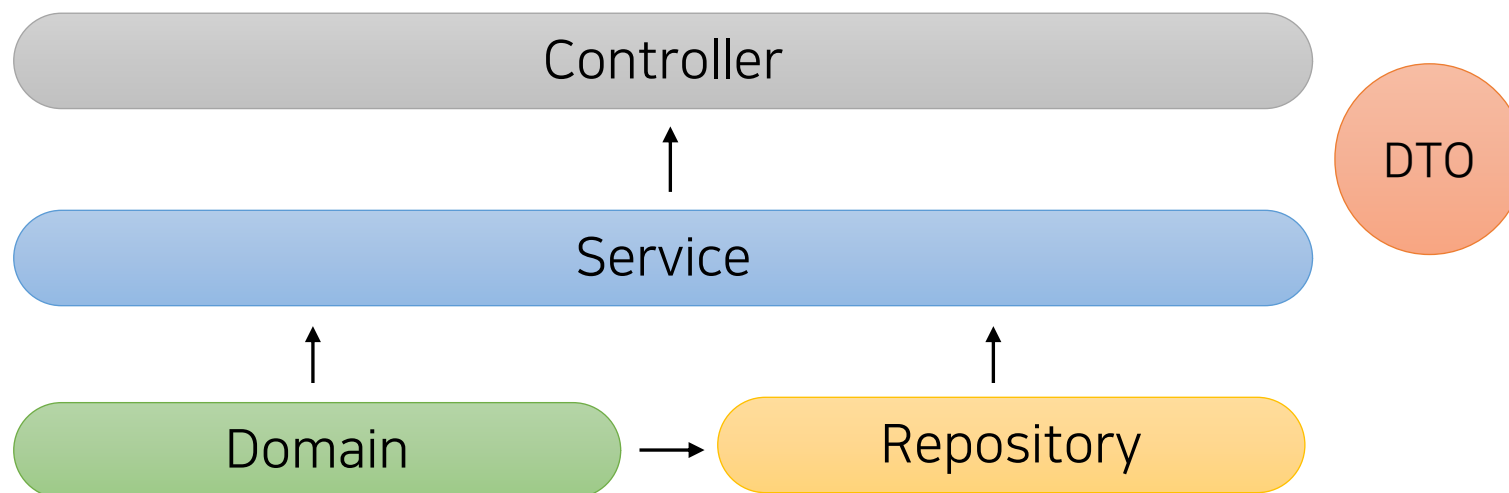 Controller
DTO
Service
Domain
Repository